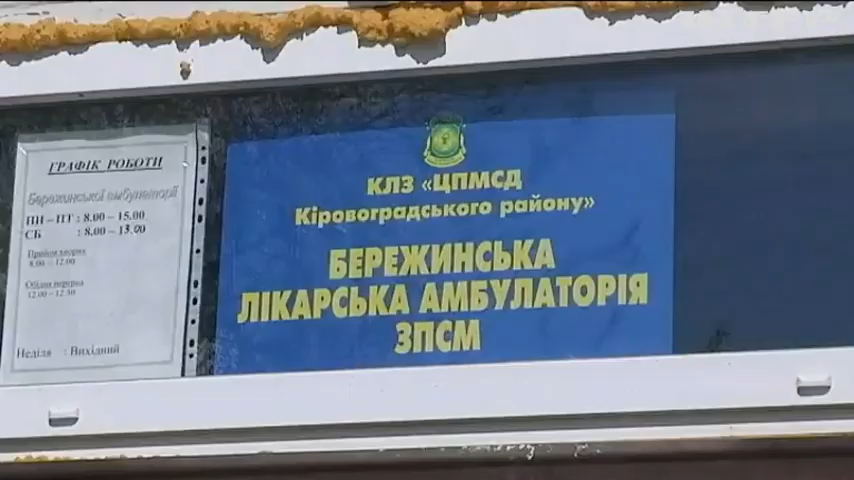 ГРАФІК РОБОТИ
Бережинської амбулаторії
ПН – ПТ : 8.00 – 15.00
СБ : 8.00 – 13.00
Прийом хворих
8.00 – 12.00
Обідня перерва
12.00 – 12.30
Неділя : Вихідний
КЛЗ «ЦПМСД
Кіровоградського району»
БЕРЕЖИНСЬКА
ЛІКАРСЬКА АМБУЛАТОРІЯ
ЗПСМ